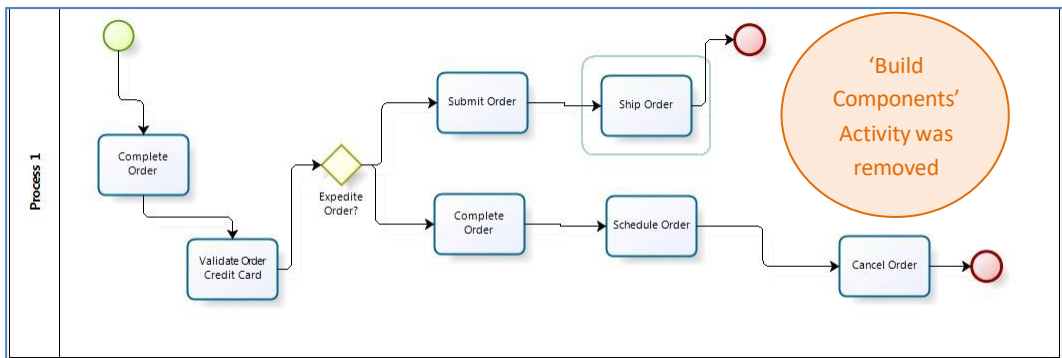 Process 1
Complete
Order
Validate Order
Credit Card
Expedite
Order?
Submit Order
Ship Order
Complete
Order
Schedule Order
Cancel Order
‘Build
Components’
Activity was
removed